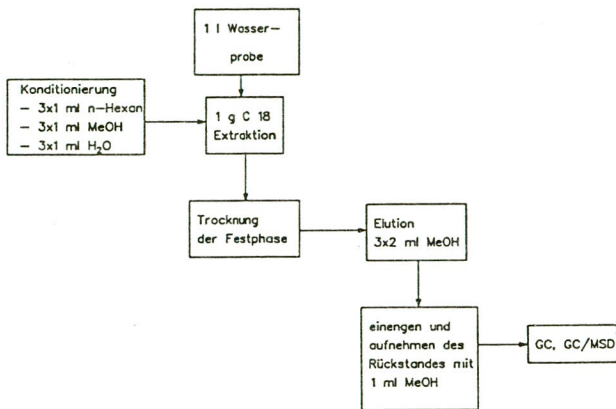 1 l Wasser-
probe
Konditionierung
- 3x1 ml n-Hexan
- 3x1 ml MeOH
- 3x1 ml H₂O
1 g C 18
Extraktion
Trocknung
der Festphase
Elution
3x2 ml MeOH
einengen und
aufnehmen des
Rückstandes mit
1 ml MeOH
GC, GC/MSD